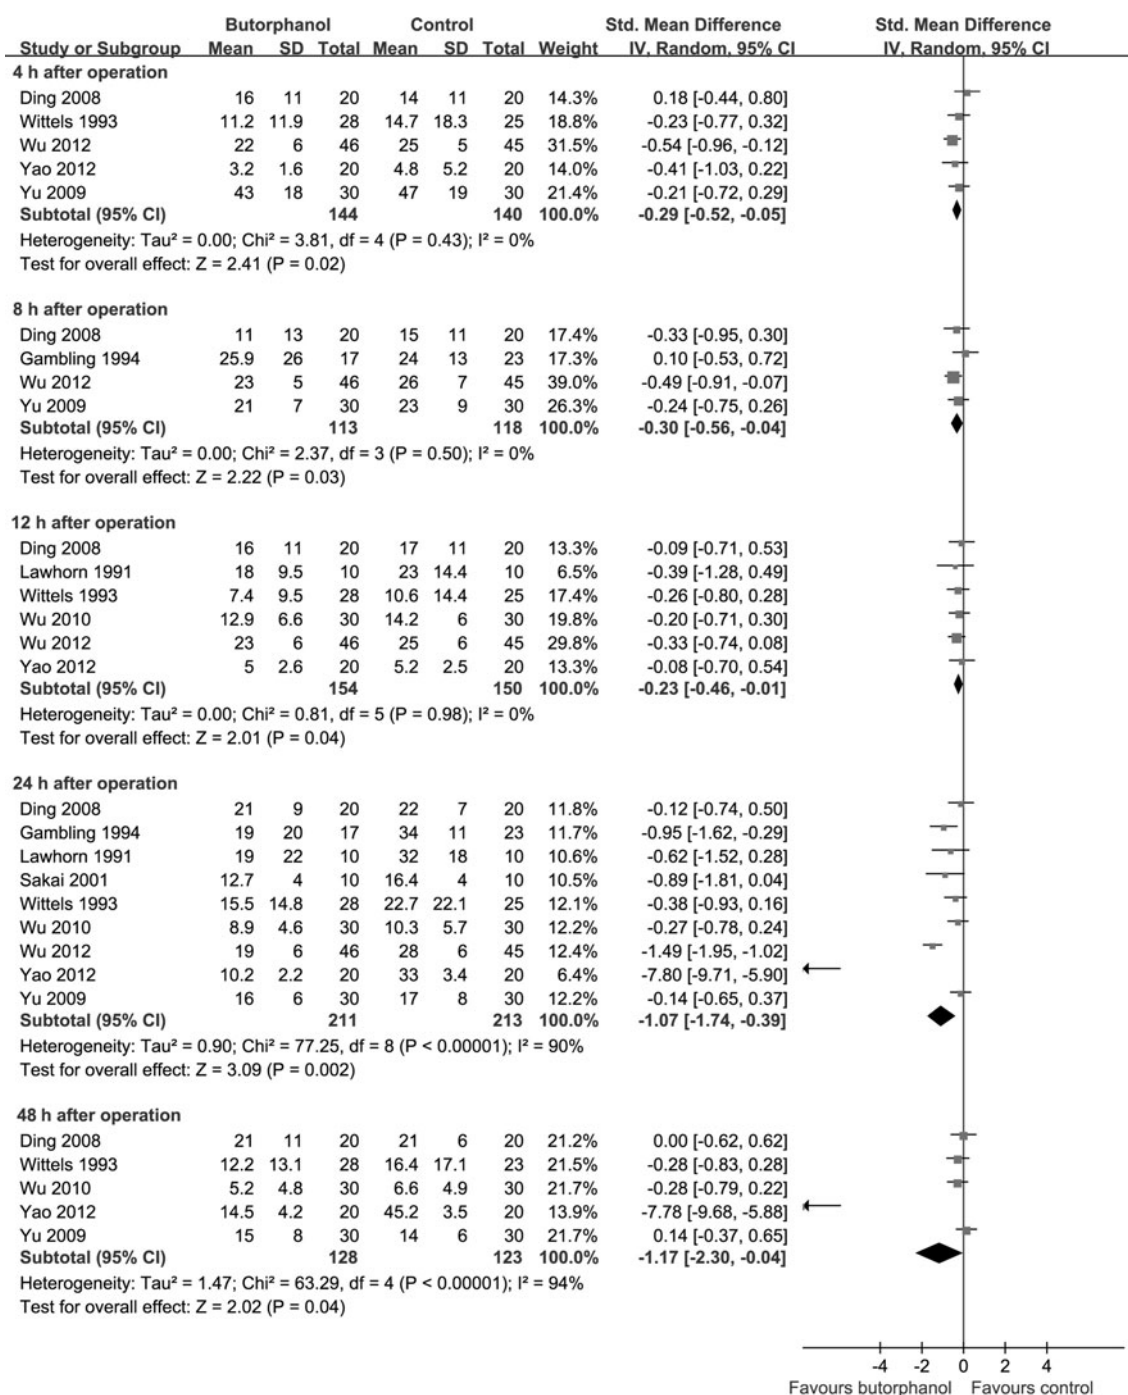 Butorphanol Control Std. Mean Difference Std. Mean Difference
Study or Subgroup Mean SD Total Mean SD Total Weight IV, Random, 95% CI IV, Random, 95% CI
4 h after operation
Ding 2008 16 11 20 14 11 20 14.3% 0.18 [-0.44, 0.80]
Wittels 1993 11.2 11.9 28 14.7 18.3 25 18.8% -0.23 [-0.77, 0.32]
Wu 2012 22 6 46 25 5 45 31.5% -0.54 [-0.96, -0.12]
Yao 2012 3.2 1.6 20 4.8 5.2 20 14.0% -0.41 [-1.03, 0.22]
Yu 2009 43 18 30 47 19 30 21.4% -0.21 [-0.72, 0.29]
Subtotal (95% CI) 144 140 100.0% -0.29 [-0.52, -0.05]
Heterogeneity: Tau² = 0.00; Chi² = 3.81, df = 4 (P = 0.43); I² = 0%
Test for overall effect: Z = 2.41 (P = 0.02)
8 h after operation
Ding 2008 11 13 20 15 11 20 17.4% -0.33 [-0.95, 0.30]
Gambling 1994 25.9 26 17 24 13 23 17.3% 0.10 [-0.53, 0.72]
Wu 2012 23 5 46 26 7 45 39.0% -0.49 [-0.91, -0.07]
Yu 2009 21 7 30 23 9 30 26.3% -0.24 [-0.75, 0.26]
Subtotal (95% CI) 113 118 100.0% -0.30 [-0.56, -0.04]
Heterogeneity: Tau² = 0.00; Chi² = 2.37, df = 3 (P = 0.50); I² = 0%
Test for overall effect: Z = 2.22 (P = 0.03)
12 h after operation
Ding 2008 16 11 20 17 11 20 13.3% -0.09 [-0.71, 0.53]
Lawhorn 1991 18 9.5 10 23 14.4 10 6.5% -0.39 [-1.28, 0.49]
Wittels 1993 7.4 9.5 28 10.6 14.4 25 17.4% -0.26 [-0.80, 0.28]
Wu 2010 12.9 6.6 30 14.2 6 30 19.8% -0.20 [-0.71, 0.30]
Wu 2012 23 6 46 25 6 45 29.8% -0.33 [-0.74, 0.08]
Yao 2012 5 2.6 20 5.2 2.5 20 13.3% -0.08 [-0.70, 0.54]
Subtotal (95% CI) 154 150 100.0% -0.23 [-0.46, -0.01]
Heterogeneity: Tau² = 0.00; Chi² = 0.81, df = 5 (P = 0.98); I² = 0%
Test for overall effect: Z = 2.01 (P = 0.04)
24 h after operation
Ding 2008 21 9 20 22 7 20 11.8% -0.12 [-0.74, 0.50]
Gambling 1994 19 20 17 34 11 23 11.7% -0.95 [-1.62, -0.29]
Lawhorn 1991 19 22 10 32 18 10 10.6% -0.62 [-1.52, 0.28]
Sakai 2001 12.7 4 10 16.4 4 10 10.5% -0.89 [-1.81, 0.04]
Wittels 1993 15.5 14.8 28 22.7 22.1 25 12.1% -0.38 [-0.93, 0.16]
Wu 2010 8.9 4.6 30 10.3 5.7 30 12.2% -0.27 [-0.78, 0.24]
Wu 2012 19 6 46 28 6 45 12.4% -1.49 [-1.95, -1.02]
Yao 2012 10.2 2.2 20 33 3.4 20 6.4% -7.80 [-9.71, -5.90]
Yu 2009 16 6 30 17 8 30 12.2% -0.14 [-0.65, 0.37]
Subtotal (95% CI) 211 213 100.0% -1.07 [-1.74, -0.39]
Heterogeneity: Tau² = 0.90; Chi² = 77.25, df = 8 (P < 0.00001); I² = 90%
Test for overall effect: Z = 3.09 (P = 0.002)
48 h after operation
Ding 2008 21 11 20 21 6 20 21.2% 0.00 [-0.62, 0.62]
Wittels 1993 12.2 13.1 28 16.4 17.1 23 21.5% -0.28 [-0.83, 0.28]
Wu 2010 5.2 4.8 30 6.6 4.9 30 21.7% -0.28 [-0.79, 0.22]
Yao 2012 14.5 4.2 20 45.2 3.5 20 13.9% -7.78 [-9.68, -5.88]
Yu 2009 15 8 30 14 6 30 21.7% 0.14 [-0.37, 0.65]
Subtotal (95% CI) 128 123 100.0% -1.17 [-2.30, -0.04]
Heterogeneity: Tau² = 1.47; Chi² = 63.29, df = 4 (P < 0.00001); I² = 94%
Test for overall effect: Z = 2.02 (P = 0.04)
-4 -2 0 2 4
Favours butorphanol Favours control